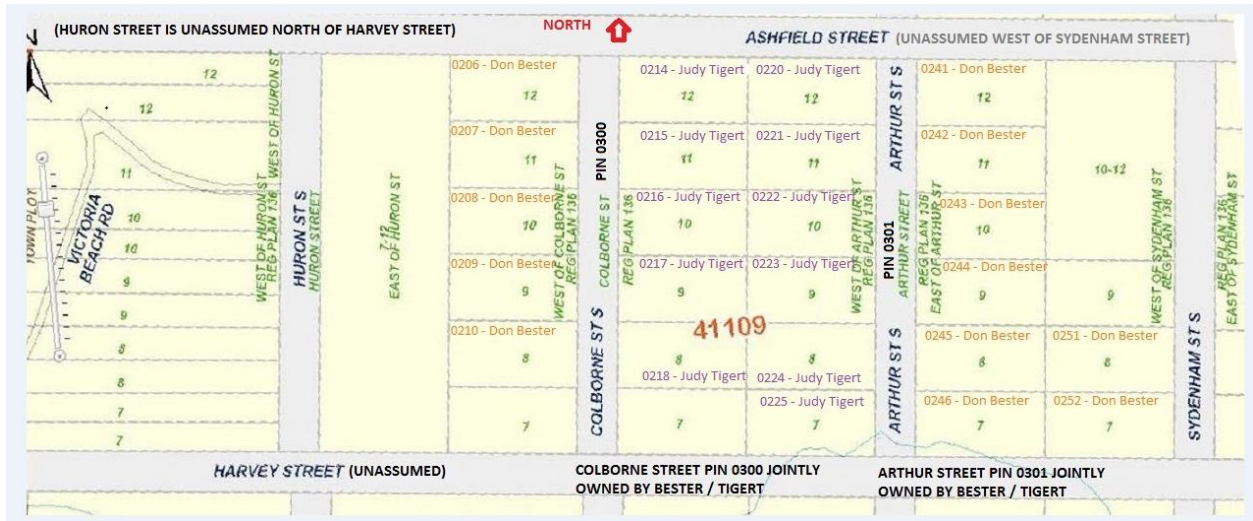 (HURON STREET IS UNASSUMED NORTH OF HARVEY STREET)
NORTH
ASHFIELD STREET (UNASSUMED WEST OF SYDENHAM STREET)
12
12
11
10
10
9
9
8
8
7
7
TOWN PLOT
VICTORIA
BEACH RD
WEST OF HURON ST
REG PLAN 136
WEST OF HURON ST
HURON ST S
HURON STREET
7-12
EAST OF HURON ST
0206 - Don Bester
12
0207 - Don Bester
11
0208 - Don Bester
10
0209 - Don Bester
9
0210 - Don Bester
8
7
WEST OF COLBORNE ST
REG PLAN 136
PIN 0300
COLBORNE ST
COLBORNE ST S
REG PLAN 136
0214 - Judy Tigert
12
0215 - Judy Tigert
11
0216 - Judy Tigert
10
0217 - Judy Tigert
9
8
0218 - Judy Tigert
7
41109
0220 - Judy Tigert
12
0221 - Judy Tigert
11
0222 - Judy Tigert
10
0223 - Judy Tigert
9
8
0224 - Judy Tigert
0225 - Judy Tigert
7
WEST OF ARTHUR ST
REG PLAN 136
ARTHUR ST S
PIN 0301
ARTHUR STREET
ARTHUR ST S
REG PLAN 136
EAST OF ARTHUR ST
0241 - Don Bester
12
0242 - Don Bester
11
0243 - Don Bester
10
0244 - Don Bester
9
0245 - Don Bester
8
0246 - Don Bester
7
10-12
9
0251 - Don Bester
8
0252 - Don Bester
7
WEST OF SYDENHAM ST
REG PLAN 136
SYDENHAM ST S
REG PLAN 136
EAST OF SYDENHAM ST
HARVEY STREET (UNASSUMED)
COLBORNE STREET PIN 0300 JOINTLY
OWNED BY BESTER / TIGERT
ARTHUR STREET PIN 0301 JOINTLY
OWNED BY BESTER / TIGERT